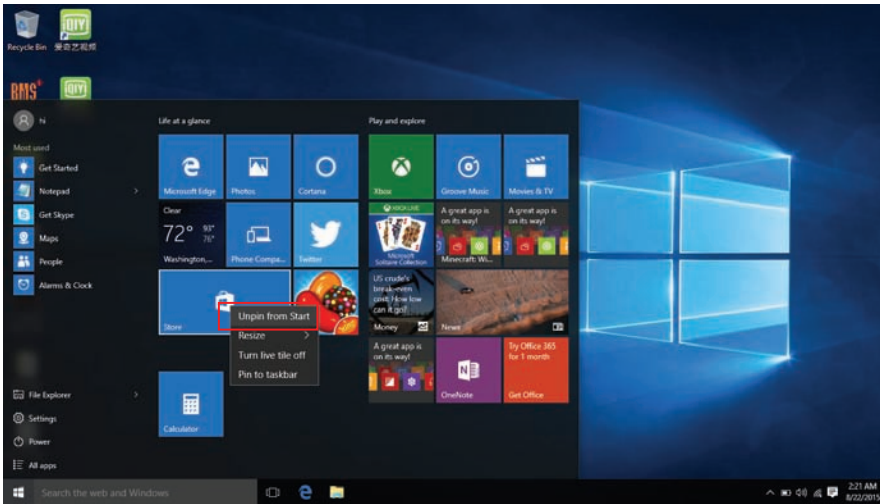 Recycle Bin
爱奇艺视频
iQIYI
BMS
iQIYI
hi
Most used
Get Started
Notepad
Get Skype
Maps
People
Alarms & Clock
File Explorer
Settings
Power
All apps
Life at a glance
Microsoft Edge
Photos
Cortana
Clear
72° 93°
76°
Washington,...
Phone Compa...
Twitter
Store
Unpin from Start
Resize
Turn live tile off
Pin to taskbar
Calculator
Play and explore
Xbox
Groove Music
Movies & TV
XBOX LIVE
Microsoft
Solitaire Collection
A great app is
on its way!
Minecraft: Wi...
A great app is
on its way!
US crude's
break-even
cost: How low
can it go?
Money
News
A great app is
on its way!
OneNote
Try Office 365
for 1 month
Get Office
Search the web and Windows
2:21 AM
8/22/2015